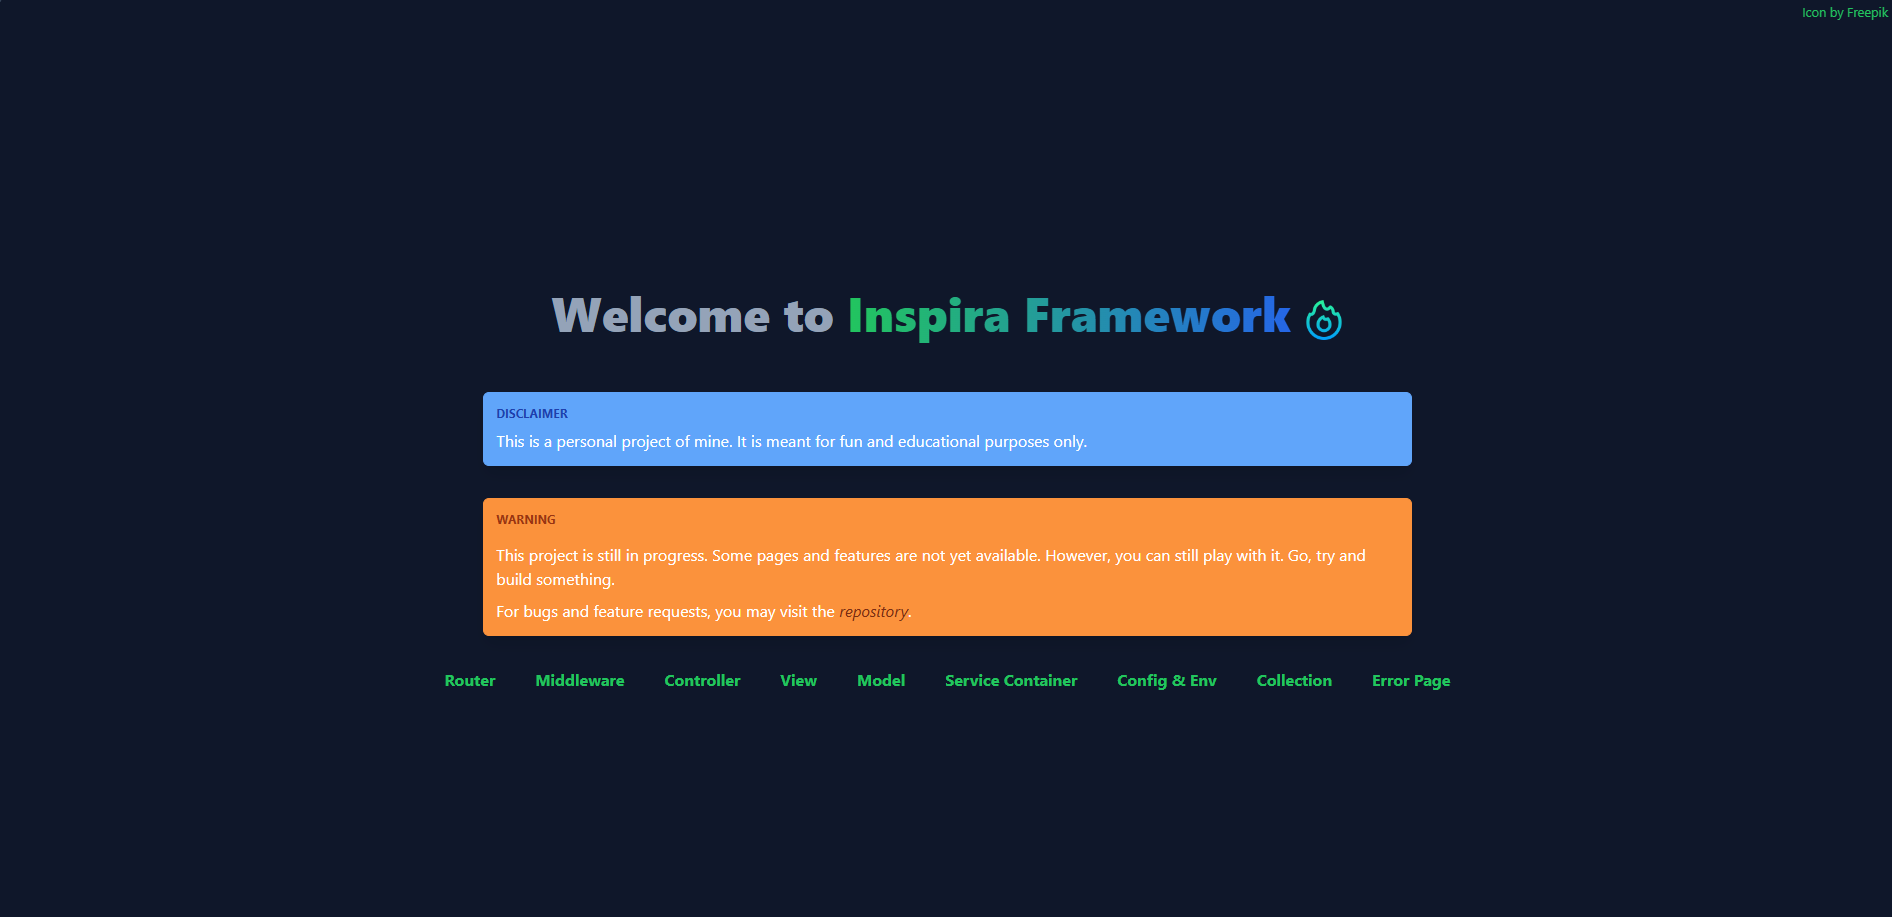 Icon by Freepik
Welcome to Inspira Framework
DISCLAIMER
This is a personal project of mine. It is meant for fun and educational purposes only.
WARNING
This project is still in progress. Some pages and features are not yet available. However, you can still play with it. Go, try and
build something.
For bugs and feature requests, you may visit the repository.
Router Middleware Controller View Model Service Container Config & Env Collection Error Page